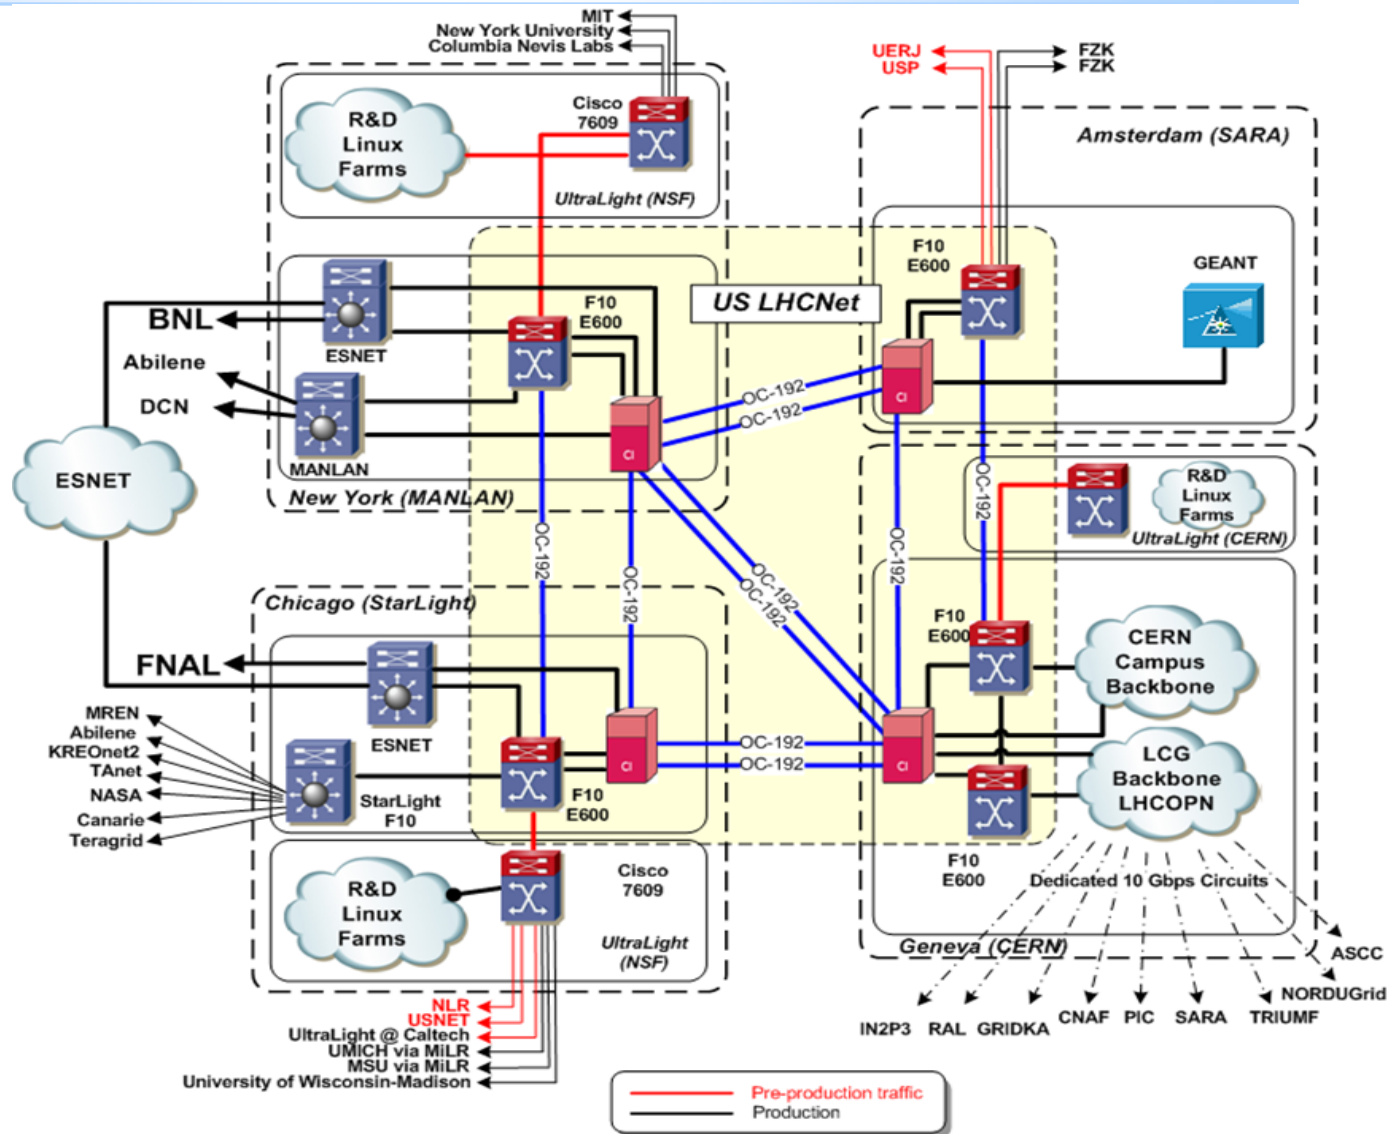 MIT
New York University
Columbia Nevis Labs
UERJ
USP
FZK
FZK
Cisco
7609
R&D
Linux
Farms
UltraLight (NSF)
Amsterdam (SARA)
F10
E600
GEANT
US LHCNet
BNL
ESNET
F10
E600
Abilene
DCN
MANLAN
CI
CI
OC-192
OC-192
New York (MANLAN)
ESNET
R&D
Linux
Farms
UltraLight (CERN)
OC-192
OC-192
OC-192
OC-192
OC-192
OC-192
Chicago (StarLight)
F10
E600
CERN
Campus
Backbone
FNAL
ESNET
MREN
Abilene
KREOnet2
TAnet
NASA
Canarie
Teragrid
StarLight
F10
F10
E600
CI
OC-192
OC-192
CI
LCG
Backbone
LHCOPN
F10
E600
R&D
Linux
Farms
Cisco
7609
UltraLight
(NSF)
Dedicated 10 Gbps Circuits
Geneva (CERN)
ASCC
NORDUGrid
TRIUMF
SARA
PIC
CNAF
GRIDKA
RAL
IN2P3
NLR
USNET
UltraLight @ Caltech
UMICH via MiLR
MSU via MiLR
University of Wisconsin-Madison
Pre-production traffic
Production